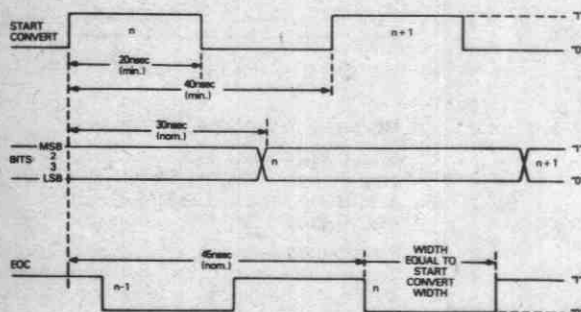 START
CONVERT
n
n + 1
"1"
"0"
20nsec
(min.)
40nsec
(min.)
30nsec
(nom.)
BITS
MSB
2
3
LSB
n
n + 1
"1"
"0"
EOC
45nsec
(nom.)
n-1
n
WIDTH
EQUAL TO
START
CONVERT
WIDTH
"1"